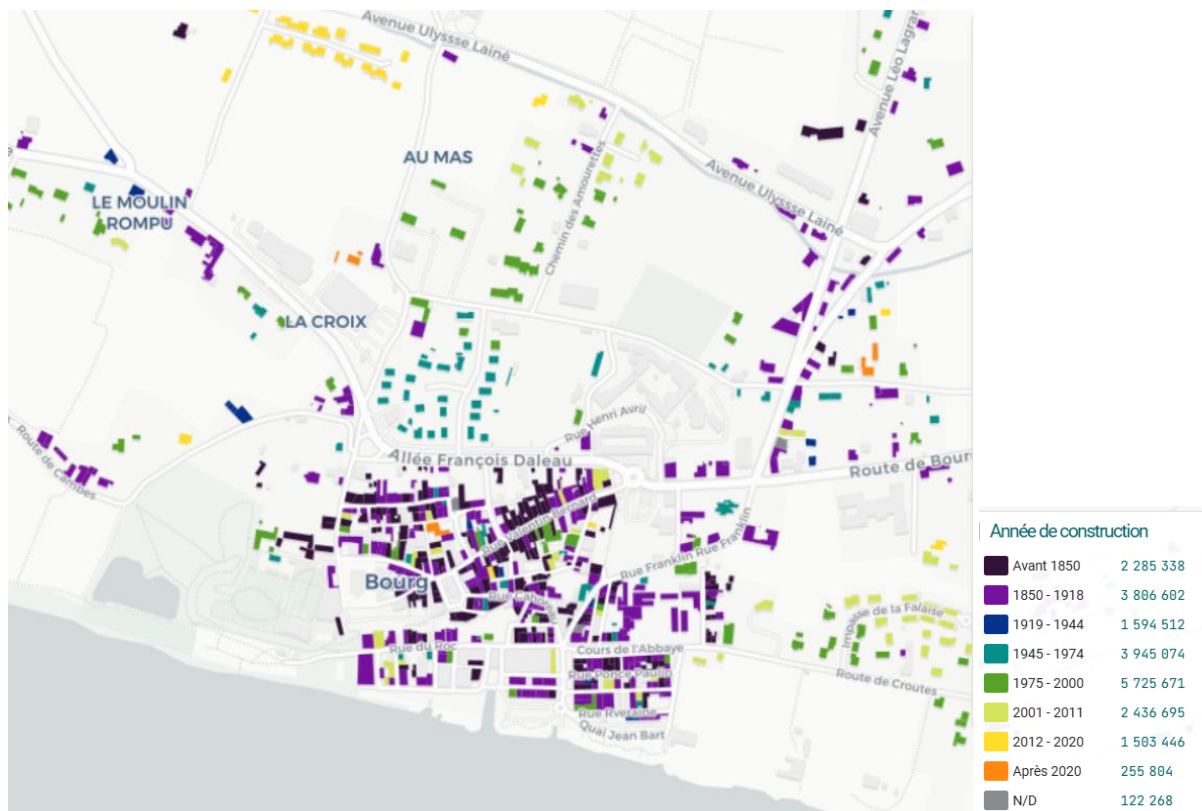 Avenue Ulyssse Lainé
Avenue Léo Lagran
AU MAS
Avenue Ulyssse Lainé
LE MOULIN
ROMPU
Chemin des Amourettes
LA CROIX
Rue Henri Avril
Route de Cambes
Allée François Daleau
Route de Bour
Rue Valentin Bernard
Rue Franklin Rue Franklin
Bourg
Rue Cahoreau
Impasse de la Falaise
Rue du Roc
Cours de l'Abbaye
Rue Ponce Paulin
Route de Croutes
Rue Rveraine
Quai Jean Bart
Année de construction
Avant 1850 2 285 338
1850 - 1918 3 806 602
1919 - 1944 1 594 512
1945 - 1974 3 945 074
1975 - 2000 5 725 671
2001 - 2011 2 436 695
2012 - 2020 1 503 446
Après 2020 255 804
N/D 122 268